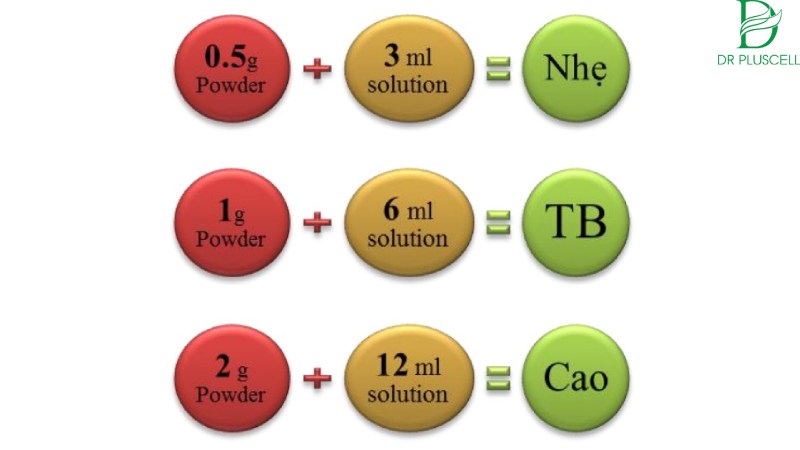 DR PLUSCELL
0.5g + 3 ml = Nhẹ
Powder solution
1g + 6 ml = TB
Powder solution
2 g + 12 ml = Cao
Powder solution